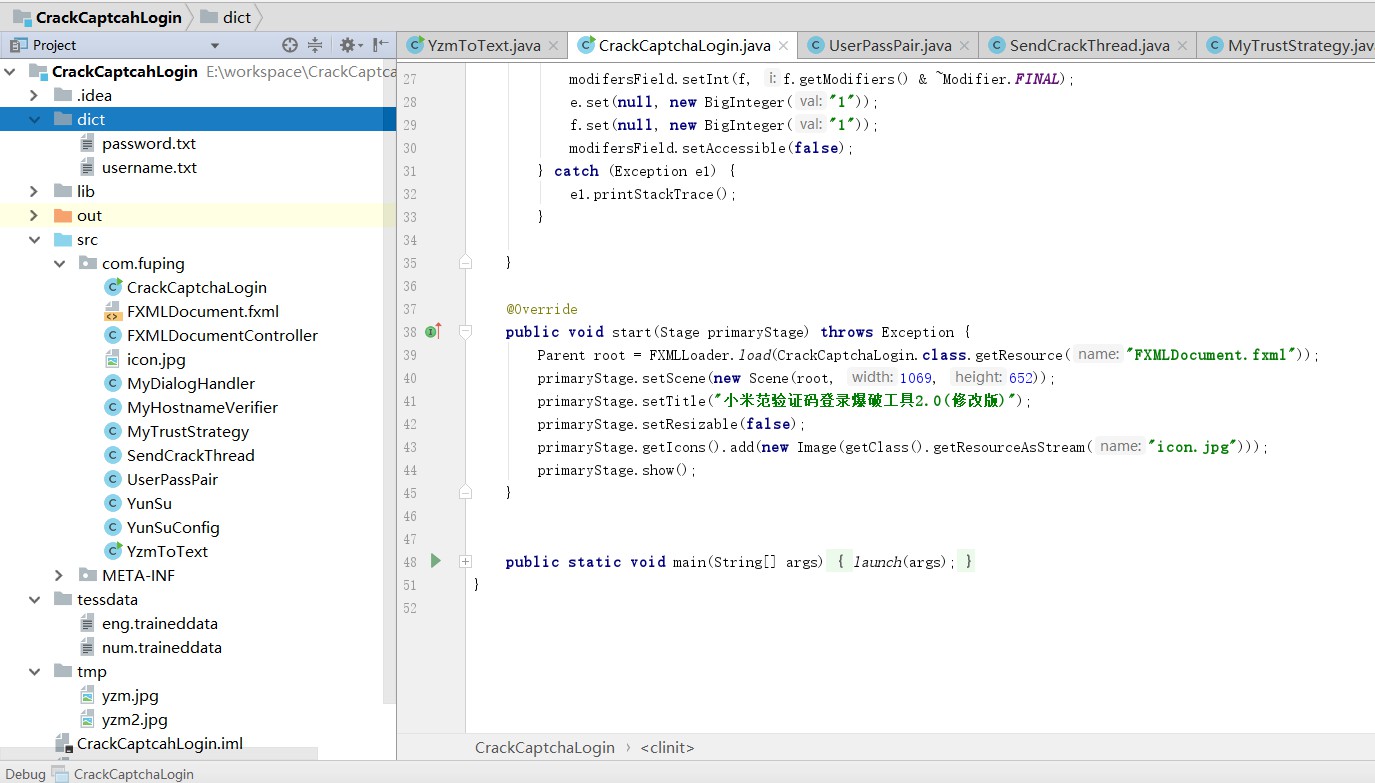 CrackCaptcahLogin dict
Project
YzmToText.java CrackCaptchaLogin.java UserPassPair.java SendCrackThread.java MyTrustStrategy.jav
CrackCaptcahLogin E:\workspace\CrackCaptca
.idea
dict
password.txt
username.txt
lib
out
src
com.fuping
CrackCaptchaLogin
FXMLDocument.fxml
FXMLDocumentController
icon.jpg
MyDialogHandler
MyHostnameVerifier
MyTrustStrategy
SendCrackThread
UserPassPair
YunSu
YunSuConfig
YzmToText
META-INF
tessdata
eng.traineddata
num.traineddata
tmp
yzm.jpg
yzm2.jpg
CrackCaptcahLogin.iml
27 modifersField.setInt(f, i: f.getModifiers() & ~Modifier.FINAL);
28 e.set(null, new BigInteger( val: "1"));
29 f.set(null, new BigInteger( val: "1"));
30 modifersField.setAccessible(false);
31 } catch (Exception e1) {
32 e1.printStackTrace();
33 }
34
35 }
36
37 @Override
38 public void start(Stage primaryStage) throws Exception {
39 Parent root = FXMLLoader.load(CrackCaptchaLogin.class.getResource( name: "FXMLDocument.fxml"));
40 primaryStage.setScene(new Scene(root, width: 1069, height: 652));
41 primaryStage.setTitle("小米范验证码登录爆破工具2.0(修改版)");
42 primaryStage.setResizable(false);
43 primaryStage.getIcons().add(new Image(getClass().getResourceAsStream( name: "icon.jpg")));
44 primaryStage.show();
45 }
46
47
48 public static void main(String[] args) { launch(args); }
51 }
52
CrackCaptchaLogin › <clinit>
Debug CrackCaptchaLogin